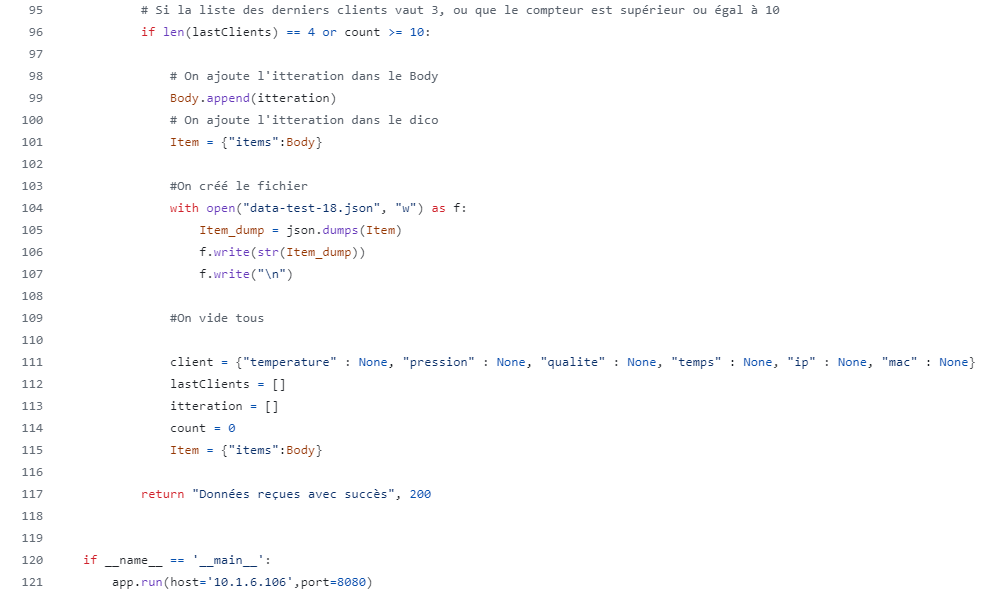 95 # Si la liste des derniers clients vaut 3, ou que le compteur est supérieur ou égal à 10
96 if len(lastClients) == 4 or count >= 10:
97
98 # On ajoute l'itteration dans le Body
99 Body.append(itteration)
100 # On ajoute l'itteration dans le dico
101 Item = {"items":Body}
102
103 #On créé le fichier
104 with open("data-test-18.json", "w") as f:
105 Item_dump = json.dumps(Item)
106 f.write(str(Item_dump))
107 f.write("\n")
108
109 #On vide tous
110
111 client = {"temperature" : None, "pression" : None, "qualite" : None, "temps" : None, "ip" : None, "mac" : None}
112 lastClients = []
113 itteration = []
114 count = 0
115 Item = {"items":Body}
116
117 return "Données reçues avec succès", 200
118
119
120 if __name__ == '__main__':
121 app.run(host='10.1.6.106',port=8080)